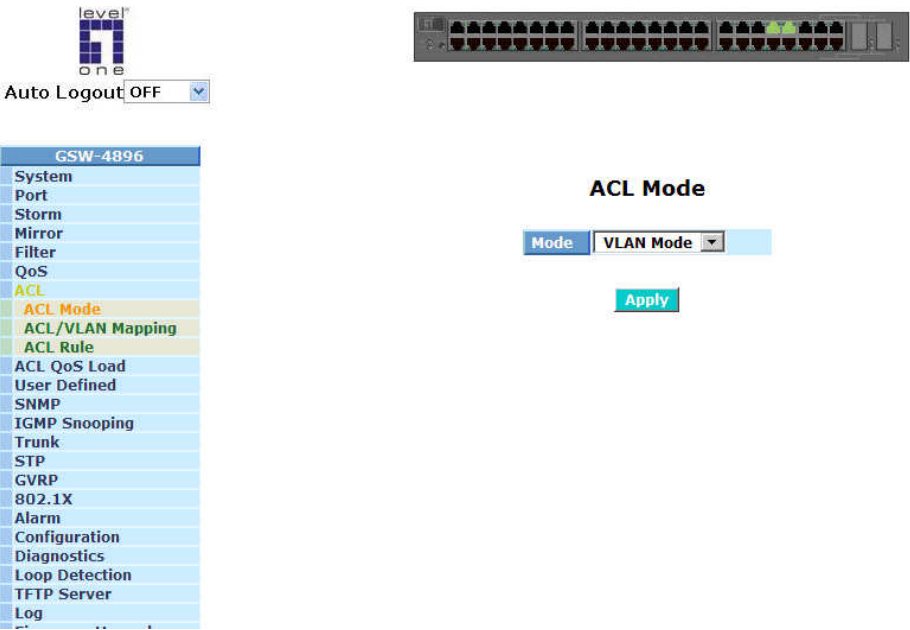 level
one
Auto Logout OFF
GSW-4896
System
Port
Storm
Mirror
Filter
QoS
ACL
ACL Mode
ACL/VLAN Mapping
ACL Rule
ACL QoS Load
User Defined
SNMP
IGMP Snooping
Trunk
STP
GVRP
802.1X
Alarm
Configuration
Diagnostics
Loop Detection
TFTP Server
Log
ACL Mode
Mode VLAN Mode
Apply